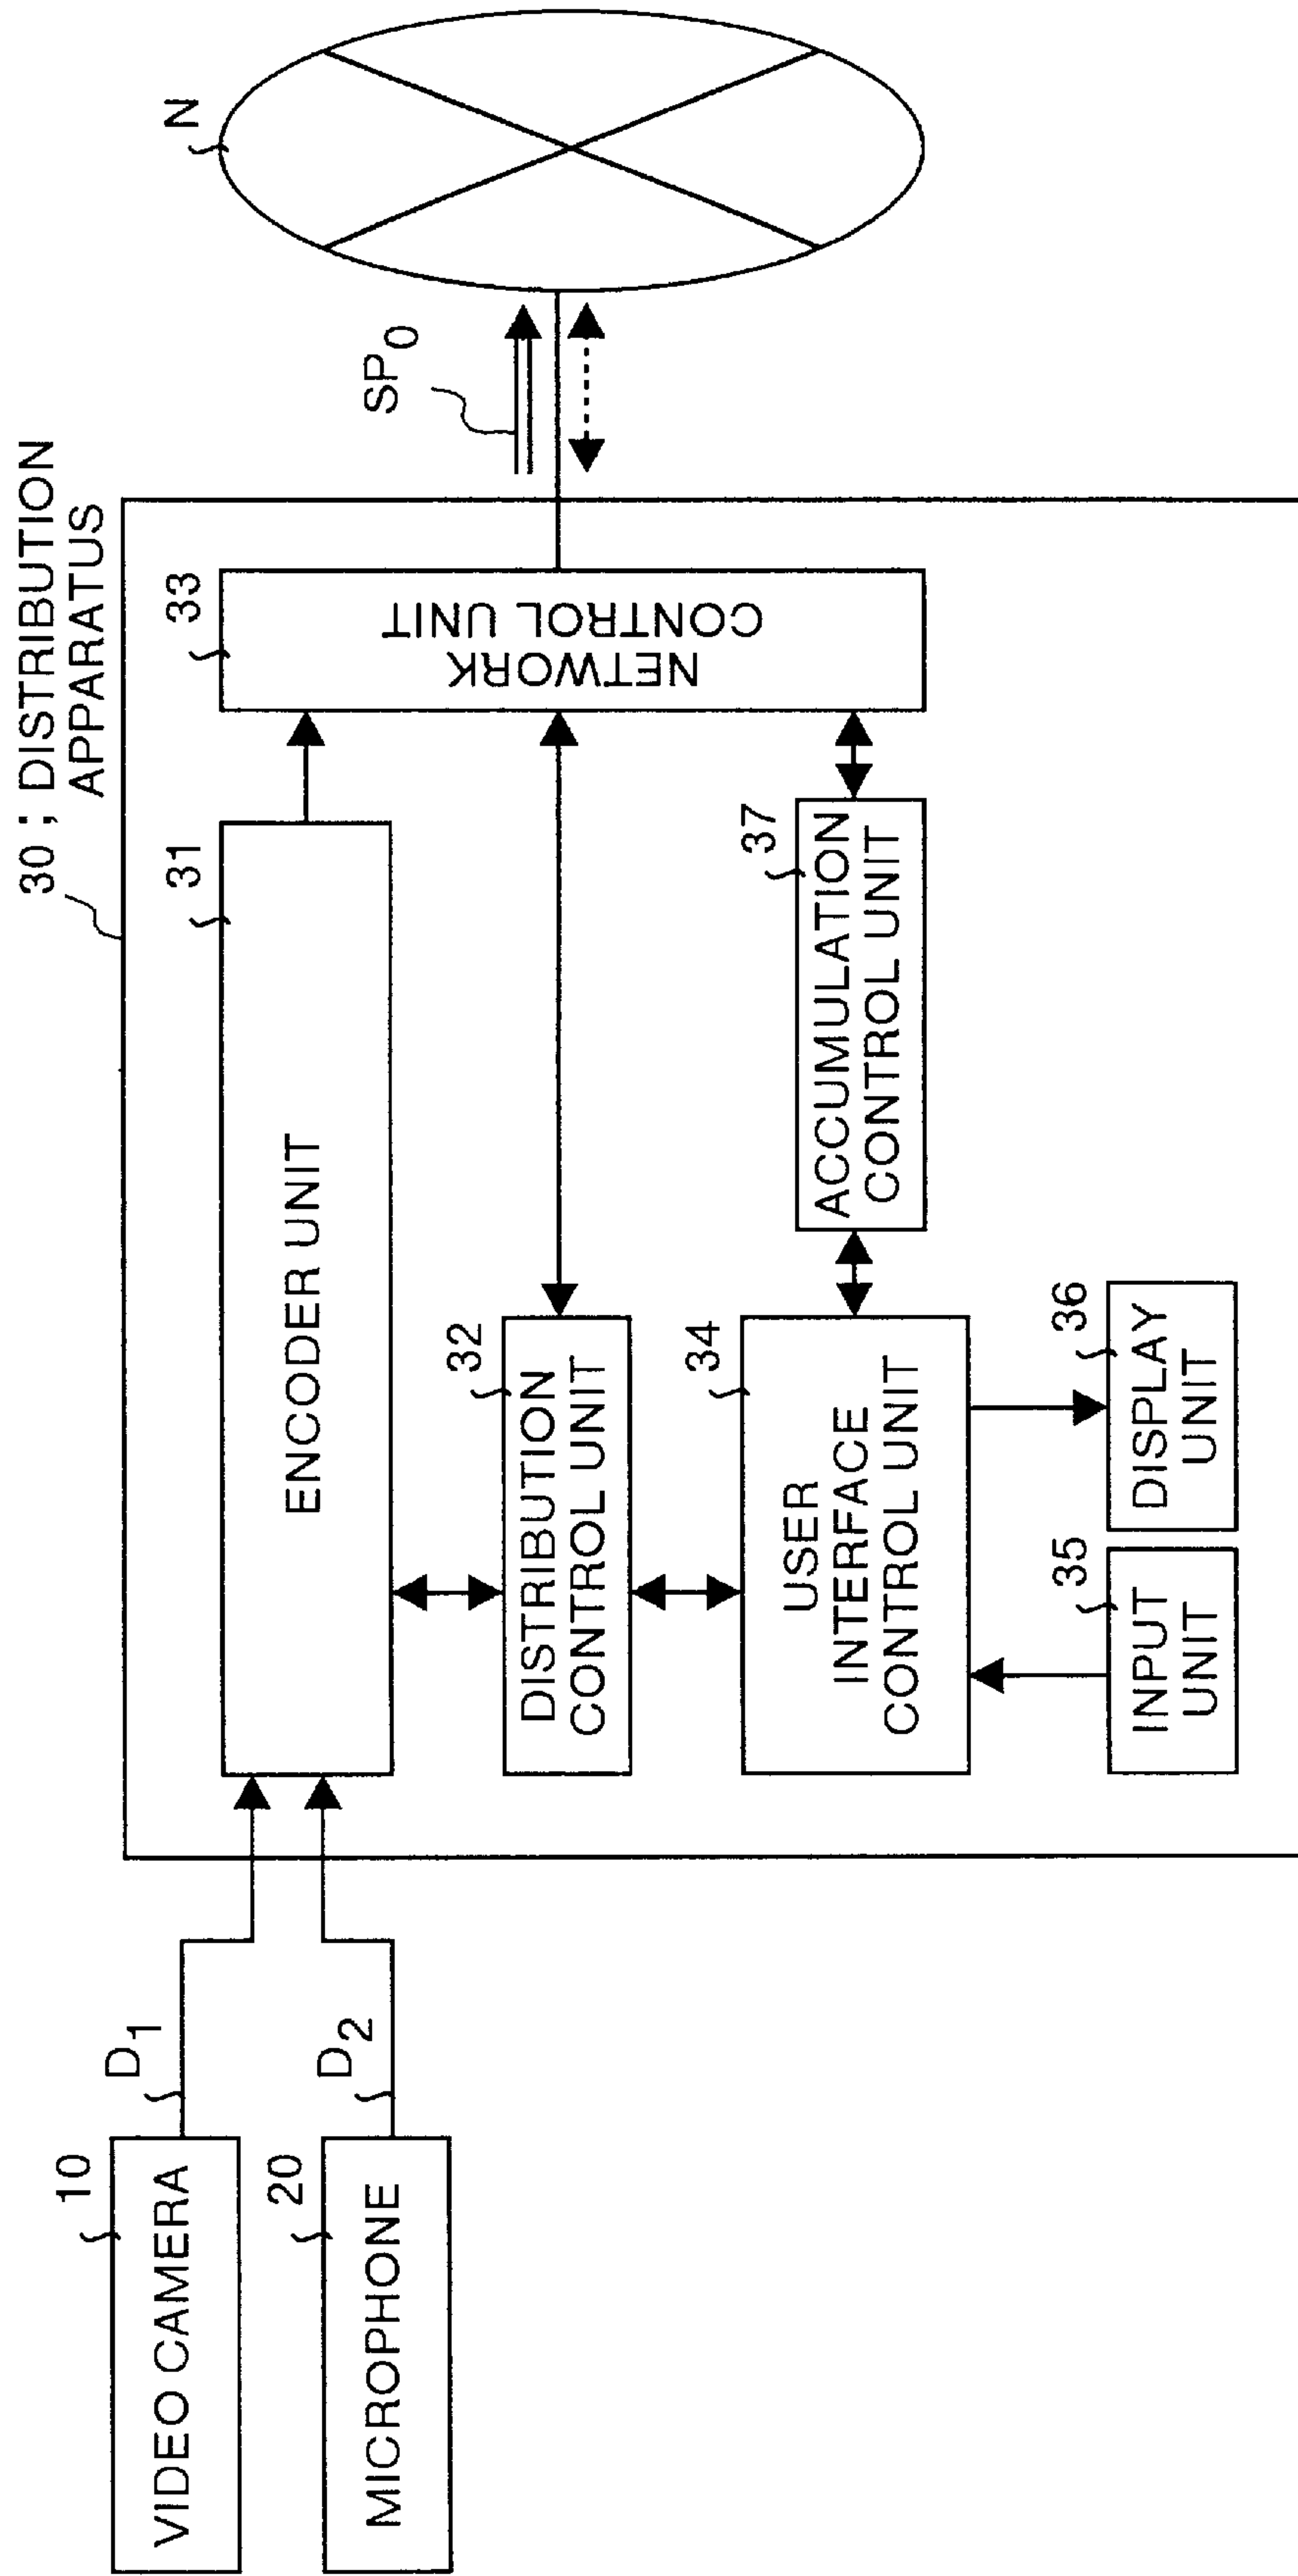 30 ; DISTRIBUTION
APPARATUS
10
VIDEO CAMERA
D1
20
MICROPHONE
D2
31
ENCODER UNIT
32
DISTRIBUTION
CONTROL UNIT
33
NETWORK
CONTROL UNIT
SP0
N
34
USER
INTERFACE
CONTROL UNIT
37
ACCUMULATION
CONTROL UNIT
35
INPUT
UNIT
36
DISPLAY
UNIT